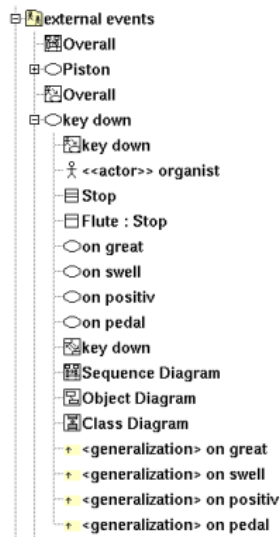 external events
Overall
Piston
Overall
key down
key down
<<actor>> organist
Stop
Flute : Stop
on great
on swell
on positiv
on pedal
key down
Sequence Diagram
Object Diagram
Class Diagram
<generalization> on great
<generalization> on swell
<generalization> on positiv
<generalization> on pedal